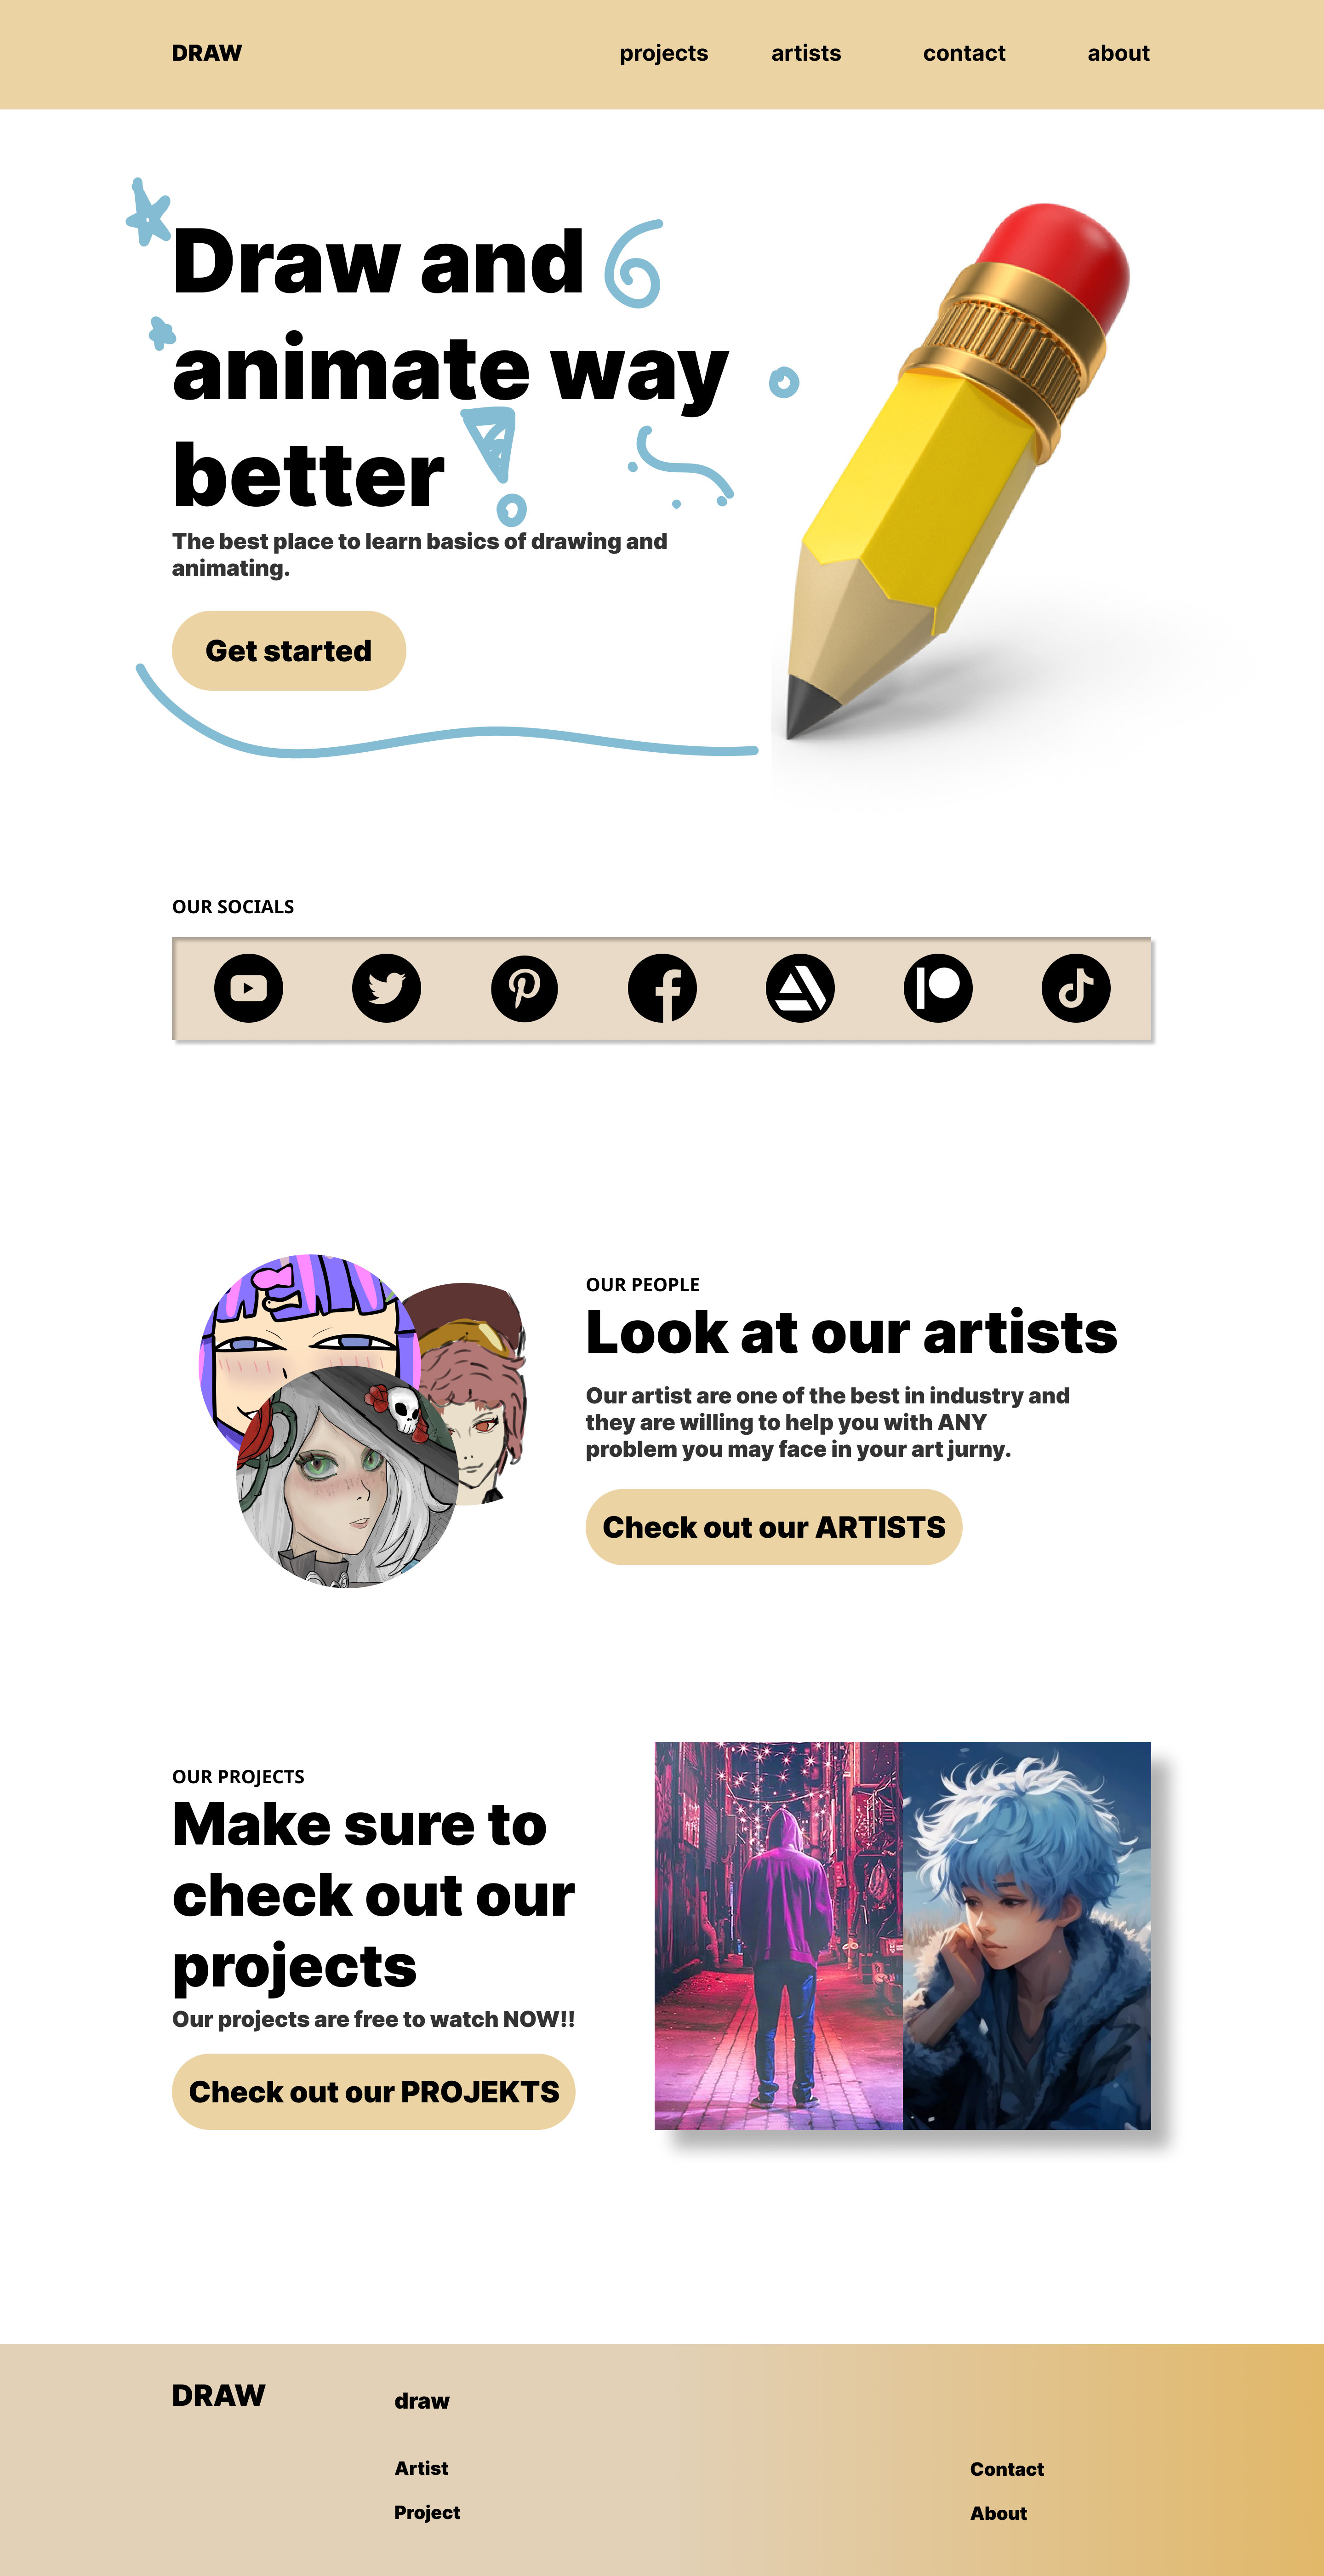 DRAW
projects artists contact about
Draw and
animate way
better
The best place to learn basics of drawing and
animating.
Get started
OUR SOCIALS
OUR PEOPLE
Look at our artists
Our artist are one of the best in industry and
they are willing to help you with ANY
problem you may face in your art jurny.
Check out our ARTISTS
OUR PROJECTS
Make sure to
check out our
projects
Our projects are free to watch NOW!!
Check out our PROJEKTS
DRAW
draw
Artist
Project
Contact
About